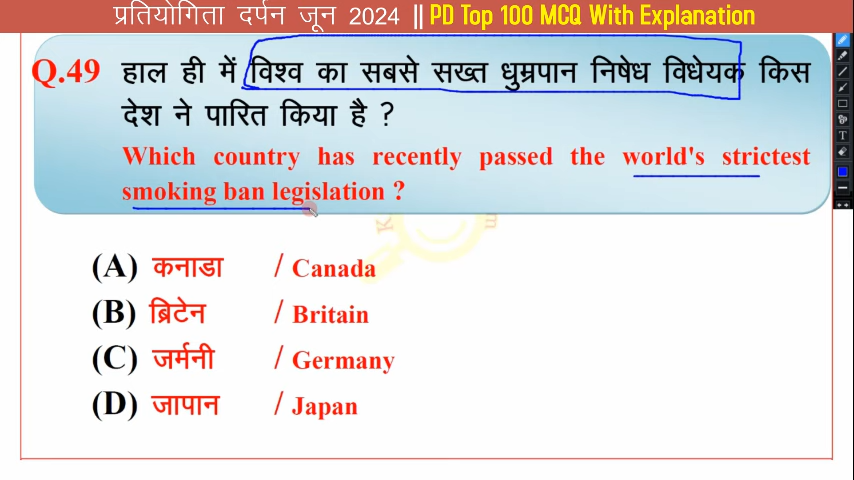 प्रतियोगिता दर्पन जून 2024 || PD Top 100 MCQ With Explanation
Q.49 हाल ही में विश्व का सबसे सख्त धुम्रपान निषेध विधेयक किस
देश ने पारित किया है ?
Which country has recently passed the world's strictest
smoking ban legislation ?
(A) कनाडा / Canada
(B) ब्रिटेन / Britain
(C) जर्मनी / Germany
(D) जापान / Japan